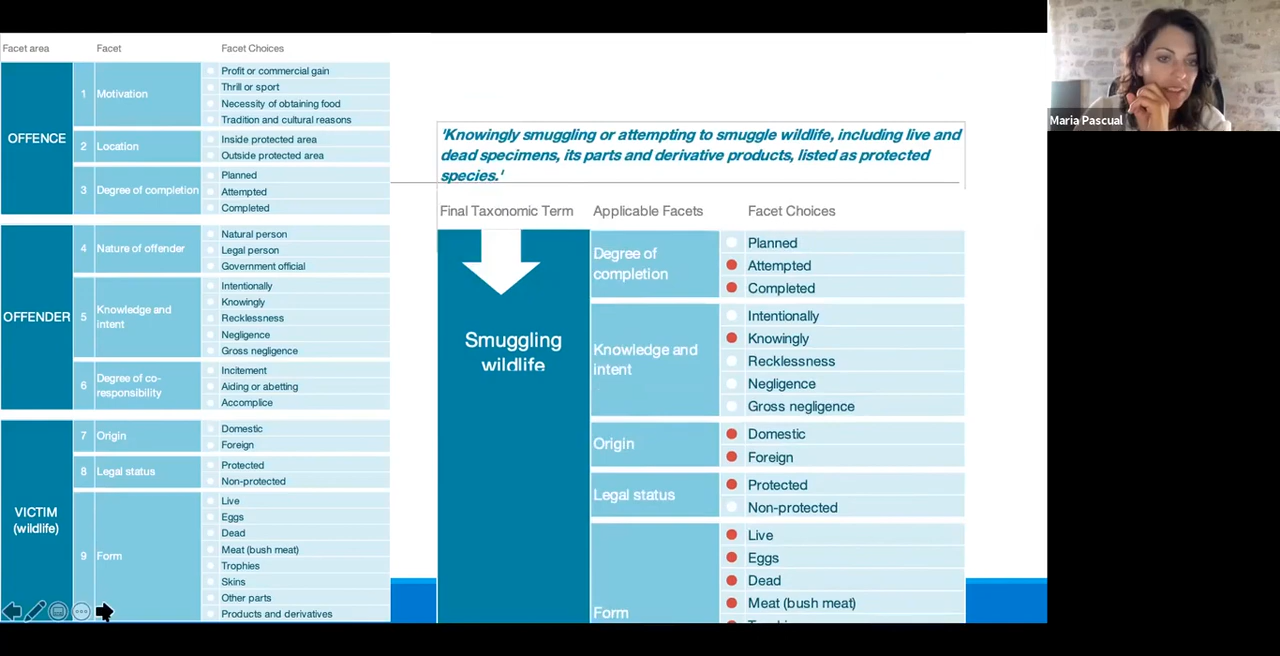 Facet area Facet Facet Choices
OFFENCE
1 Motivation
Profit or commercial gain
Thrill or sport
Necessity of obtaining food
Tradition and cultural reasons
2 Location
Inside protected area
Outside protected area
3 Degree of completion
Planned
Attempted
Completed
OFFENDER
4 Nature of offender
Natural person
Legal person
Government official
5 Knowledge and
intent
Intentionally
Knowingly
Recklessness
Negligence
Gross negligence
6 Degree of co-
responsibility
Incitement
Aiding or abetting
Accomplice
VICTIM
(wildlife)
7 Origin
Domestic
Foreign
8 Legal status
Protected
Non-protected
9 Form
Live
Eggs
Dead
Meat (bush meat)
Trophies
Skins
Other parts
Products and derivatives
'Knowingly smuggling or attempting to smuggle wildlife, including live and
dead specimens, its parts and derivative products, listed as protected
species.'
Final Taxonomic Term Applicable Facets Facet Choices
Smuggling
wildlife
Degree of
completion
Planned
Attempted
Completed
Knowledge and
intent
Intentionally
Knowingly
Recklessness
Negligence
Gross negligence
Origin
Domestic
Foreign
Legal status
Protected
Non-protected
Form
Live
Eggs
Dead
Meat (bush meat)
Maria Pascual